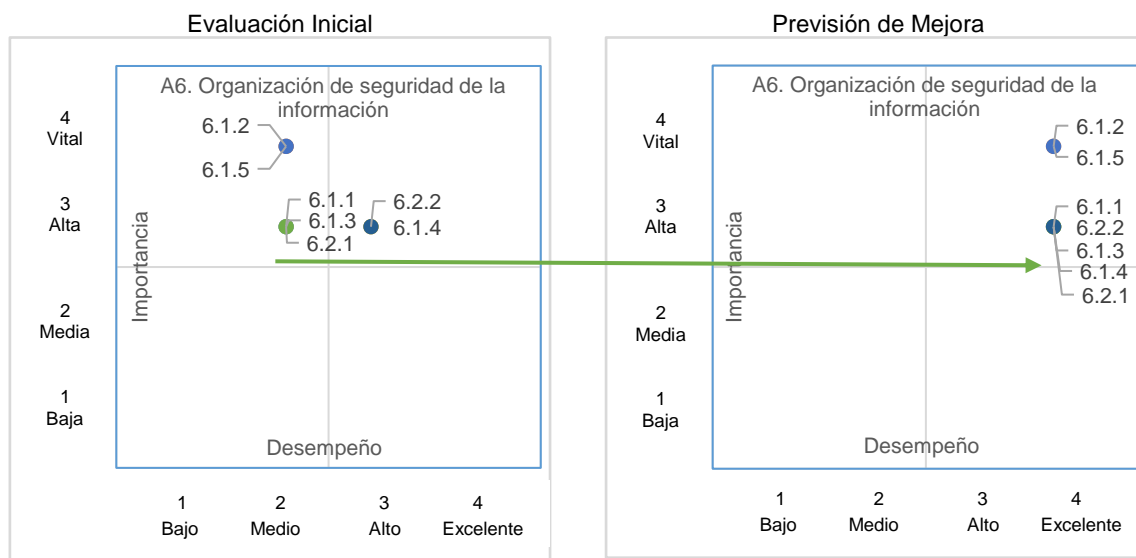 Evaluación Inicial
A6. Organización de seguridad de la
información
4
Vital
3
Alta
2
Media
1
Baja
Importancia
6.1.2
6.1.5
6.1.1
6.1.3
6.2.1
6.2.2
6.1.4
Desempeño
1
Bajo
2
Medio
3
Alto
4
Excelente
Previsión de Mejora
A6. Organización de seguridad de la
información
4
Vital
3
Alta
2
Media
1
Baja
Importancia
6.1.2
6.1.5
6.1.1
6.2.2
6.1.3
6.1.4
6.2.1
Desempeño
1
Bajo
2
Medio
3
Alto
4
Excelente